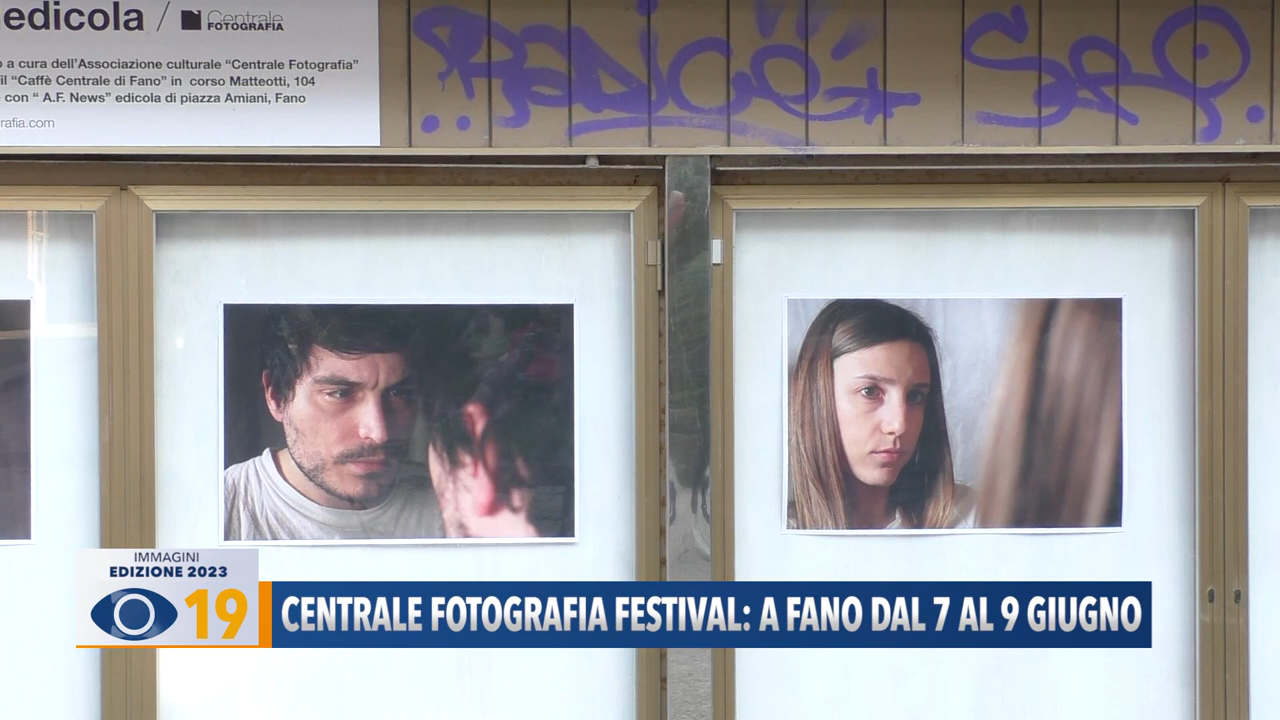 edicola / Centrale
FOTOGRAFIA
o a cura dell'Associazione culturale "Centrale Fotografia"
il "Caffè Centrale di Fano" in corso Matteotti, 104
con " A.F. News" edicola di piazza Amiani, Fano
rafia.com
RADICE
IMMAGINI
EDIZIONE 2023
19
CENTRALE FOTOGRAFIA FESTIVAL: A FANO DAL 7 AL 9 GIUGNO